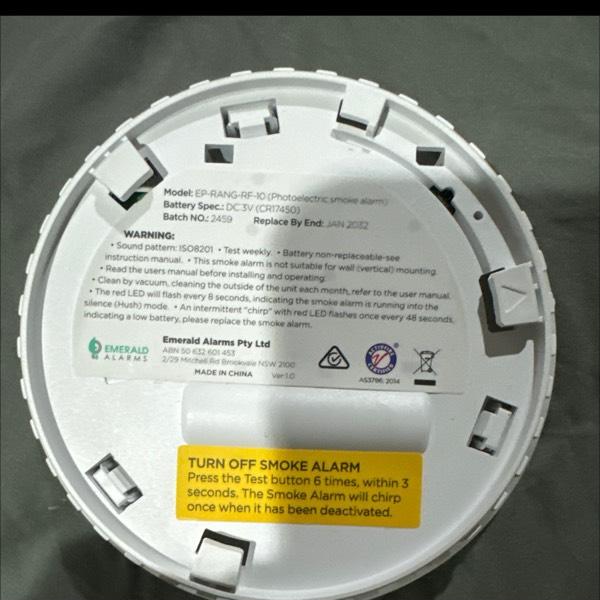 Model: EP-RANG-RF-10 (Photoelectric smoke alarm)
Battery Spec.: DC 3V (CR17450)
Batch NO.: 2459 Replace By End: JAN 2032
WARNING:
• Sound pattern: ISO8201 • Test weekly. • Battery non-replaceable-see
instruction manual. • This smoke alarm is not suitable for wall (vertical) mounting.
• Read the users manual before installing and operating.
• Clean by vacuum, cleaning the outside of the unit each month, refer to user manual.
• The red LED will flash every 8 seconds, indicating the smoke alarm is running into the
silence (Hush) mode. • An intermittent "chirp" with red LED flashes once every 48 seconds,
indicating a low battery, please replace the smoke alarm.
EMERALD
ALARMS
Emerald Alarms Pty Ltd
ABN 50 632 601 453
2/29 Mitchell Rd Brookvale NSW 2100
MADE IN CHINA Ver1.0
AS3786: 2014
TURN OFF SMOKE ALARM
Press the Test button 6 times, within 3
seconds. The Smoke Alarm will chirp
once when it has been deactivated.